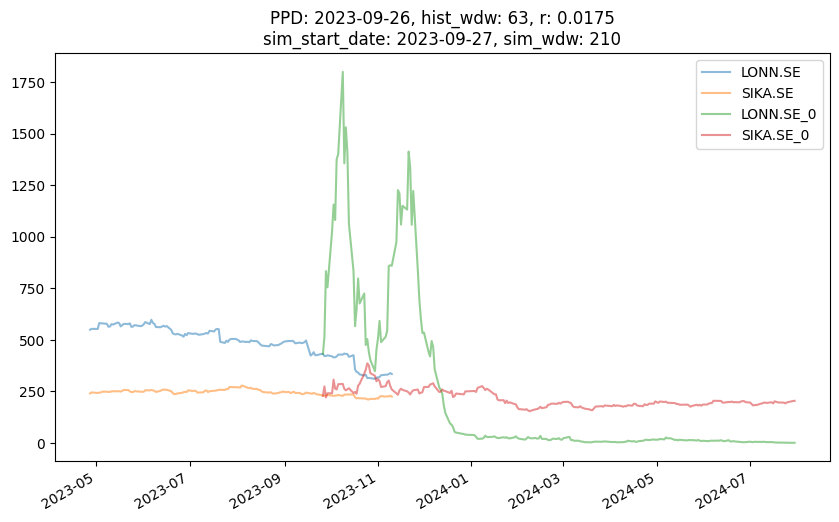 PPD: 2023-09-26, hist_wdw: 63, r: 0.0175
sim_start_date: 2023-09-27, sim_wdw: 210
LONN.SE
SIKA.SE
LONN.SE_0
SIKA.SE_0
1750
1500
1250
1000
750
500
250
0
2023-05
2023-07
2023-09
2023-11
2024-01
2024-03
2024-05
2024-07